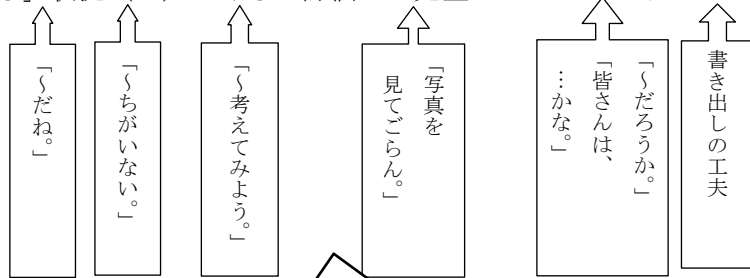 書き出しの工夫
「～だろうか。」
「皆さんは、
…かな。」
「写真を
見てごらん。」
「～考えてみよう。」
「～ちがいない。」
「～だね。」